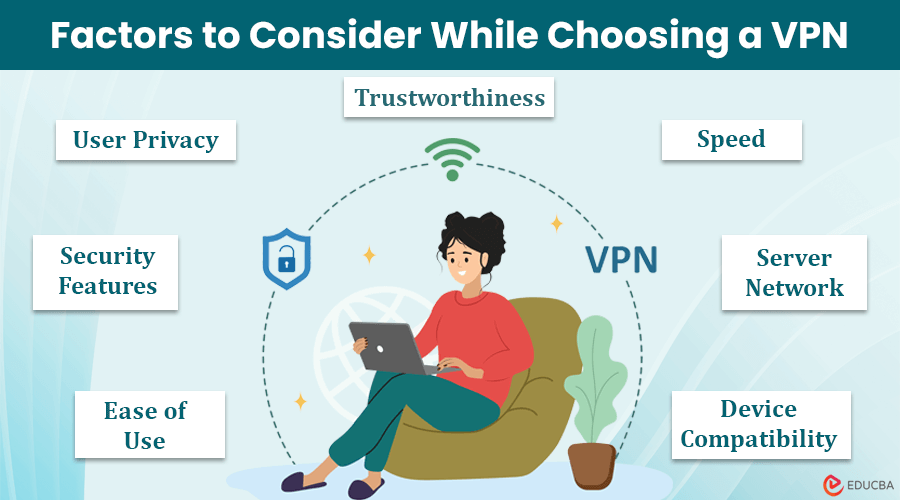 Factors to Consider While Choosing a VPN
Trustworthiness
User Privacy
Speed
Security
Features
VPN
Server
Network
Ease of
Use
Device
Compatibility
EDUCBA